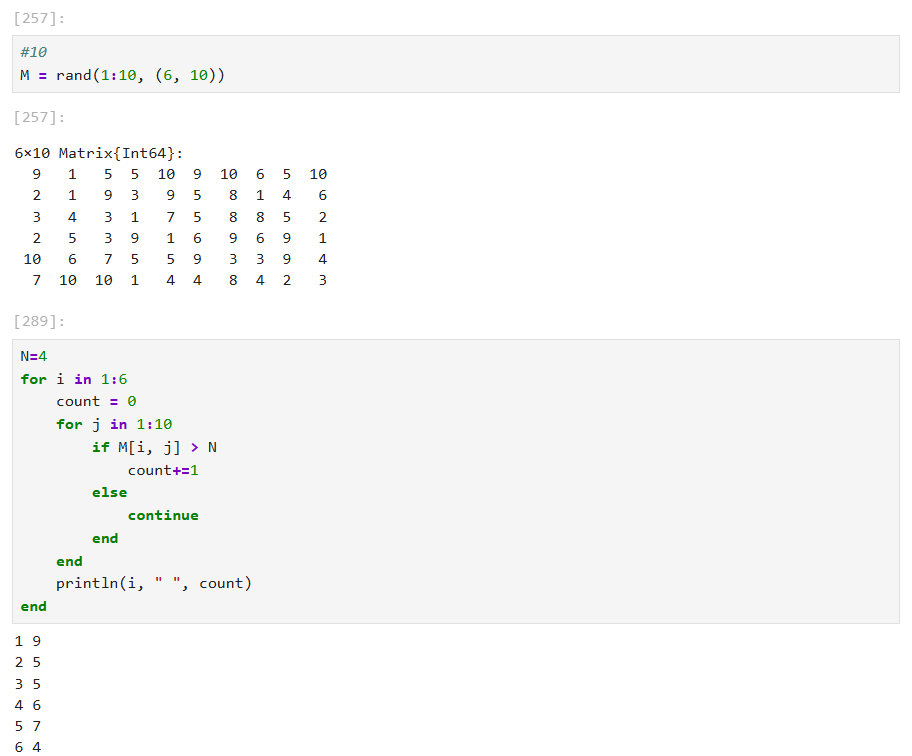 [257]:
#10
M = rand(1:10, (6, 10))
[257]:
6×10 Matrix{Int64}:
  9   1   5  5  10  9  10  6  5  10
  2   1   9  3   9  5   8  1  4   6
  3   4   3  1   7  5   8  8  5   2
  2   5   3  9   1  6   9  6  9   1
 10   6   7  5   5  9   3  3  9   4
  7  10  10  1   4  4   8  4  2   3
[289]:
N=4
for i in 1:6
    count = 0
    for j in 1:10
        if M[i, j] > N
            count+=1
        else
            continue
        end
    end
    println(i, " ", count)
end
1 9
2 5
3 5
4 6
5 7
6 4